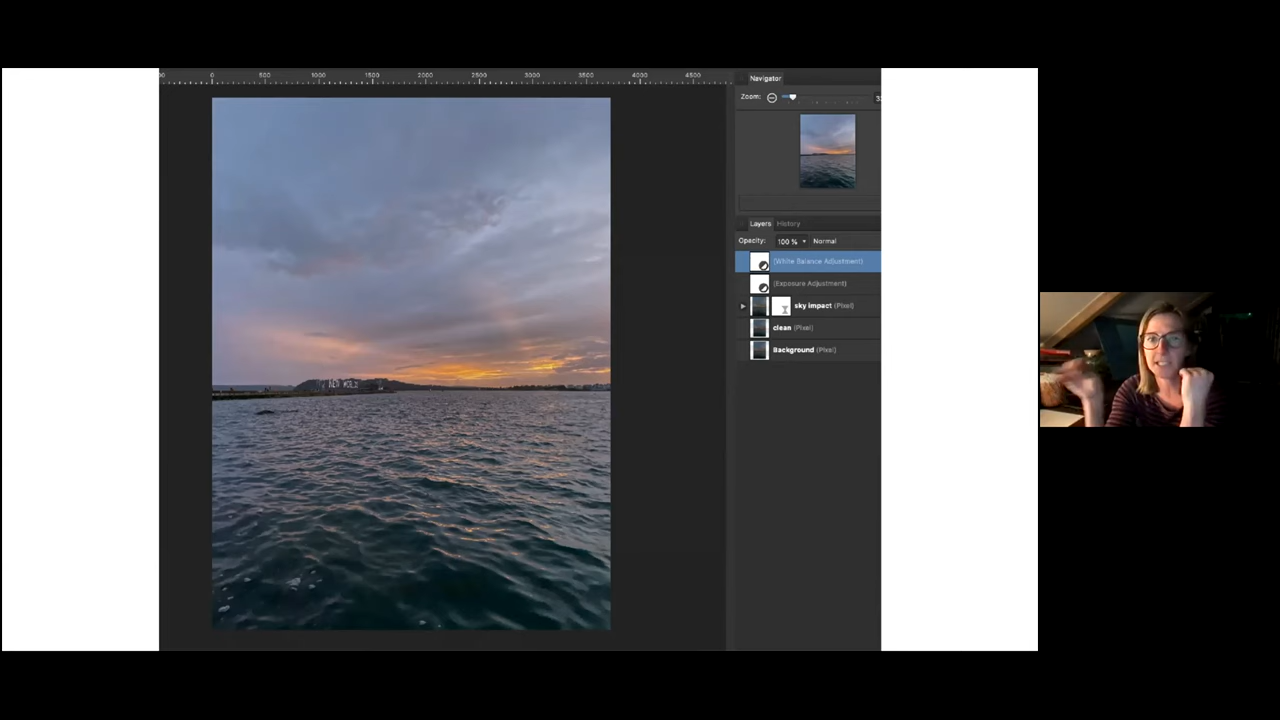 0 500 1000 1500 2000 2500 3000 3500 4000 4500
Navigator
Zoom:
Layers History
Opacity: 100 % Normal
(White Balance Adjustment)
(Exposure Adjustment)
sky impact (Pixel)
clean (Pixel)
Background (Pixel)